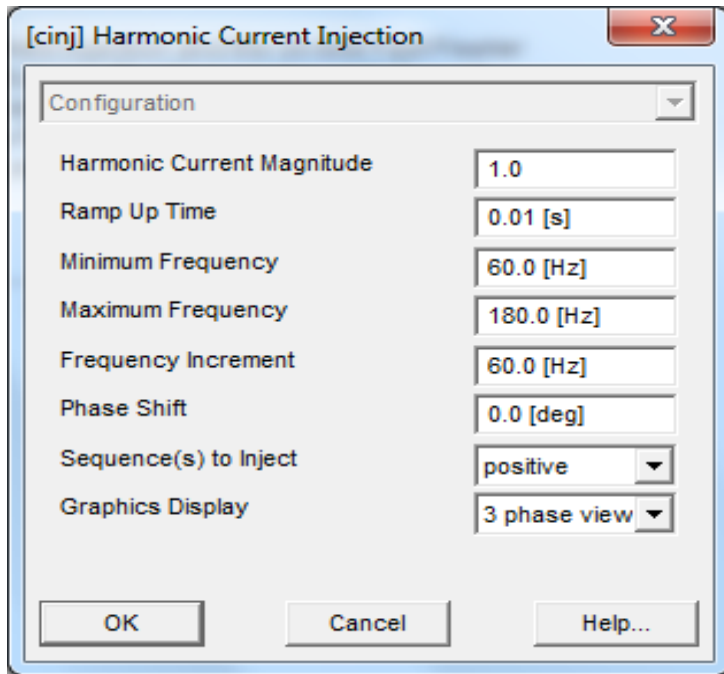 [cinj] Harmonic Current Injection
Configuration
Harmonic Current Magnitude 1.0
Ramp Up Time 0.01 [s]
Minimum Frequency 60.0 [Hz]
Maximum Frequency 180.0 [Hz]
Frequency Increment 60.0 [Hz]
Phase Shift 0.0 [deg]
Sequence(s) to Inject positive
Graphics Display 3 phase view
OK Cancel Help...